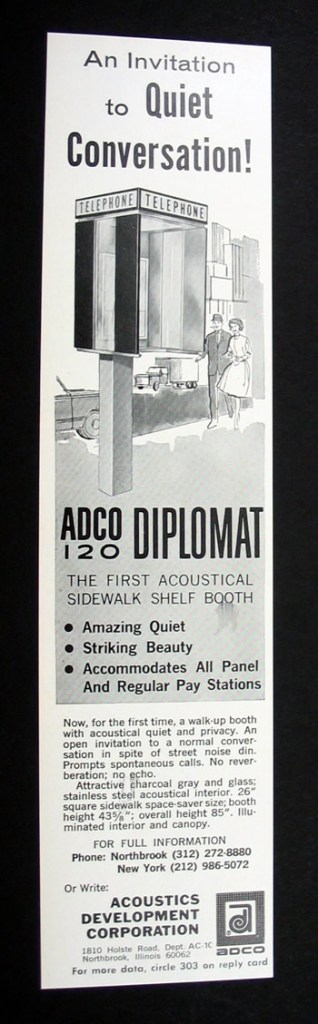 An Invitation
to Quiet
Conversation!
TELEPHONE TELEPHONE
ADCO
120 DIPLOMAT
THE FIRST ACOUSTICAL
SIDEWALK SHELF BOOTH
● Amazing Quiet
● Striking Beauty
● Accommodates All Panel
And Regular Pay Stations
Now, for the first time, a walk-up booth
with acoustical quiet and privacy. An
open invitation to a normal conver-
sation in spite of street noise din.
Prompts spontaneous calls. No rever-
beration; no echo.
Attractive charcoal gray and glass;
stainless steel acoustical interior. 26"
square sidewalk space-saver size; booth
height 43⅝"; overall height 85". Illu-
minated interior and canopy.
FOR FULL INFORMATION
Phone: Northbrook (312) 272-8880
New York (212) 986-5072
Or Write:
ACOUSTICS
DEVELOPMENT
CORPORATION
1810 Holste Road, Dept. AC-10
Northbrook, Illinois 60062
ADCO
For more data, circle 303 on reply card